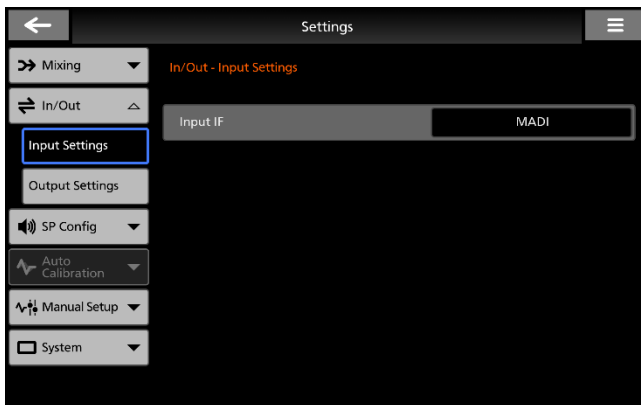 Settings
Mixing
In/Out - Input Settings
In/Out
Input IF
MADI
Input Settings
Output Settings
SP Config
Auto
Calibration
Manual Setup
System